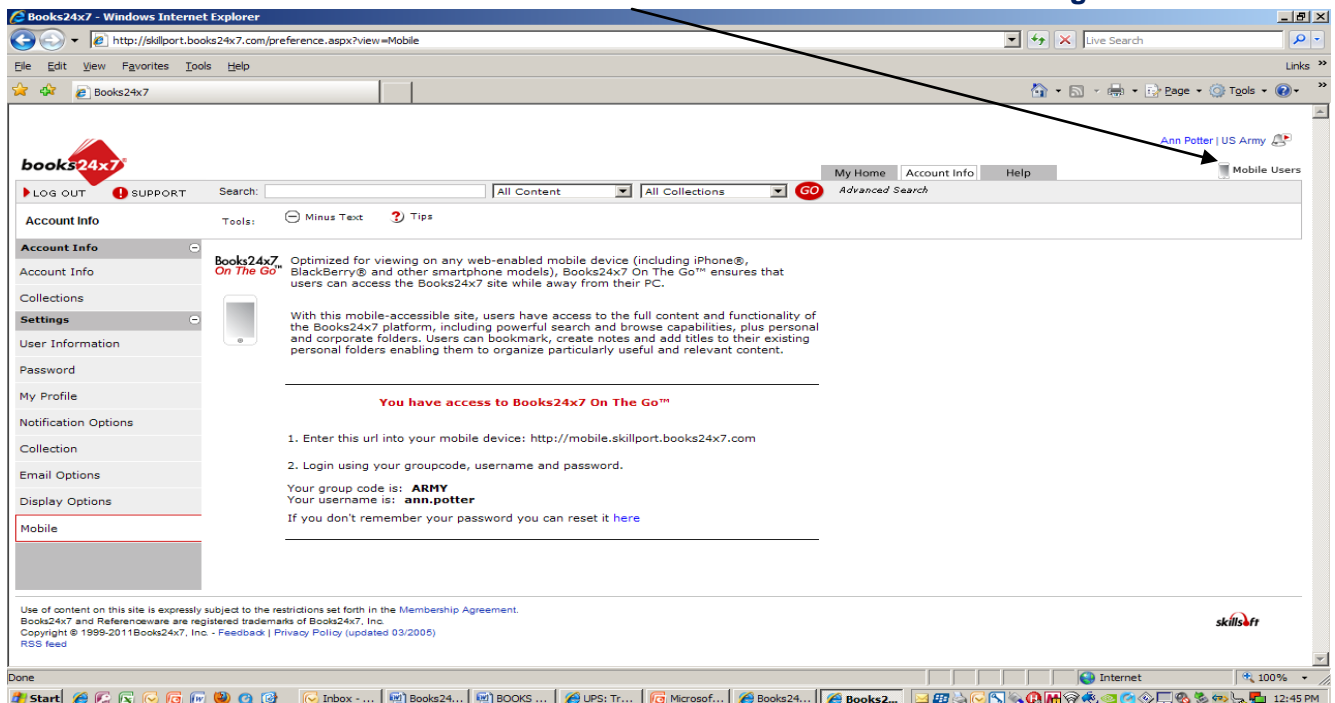 Books24x7 - Windows Internet Explorer
http://skillport.books24x7.com/preference.aspx?view=Mobile
Live Search
File Edit View Favorites Tools Help
Links »
Books24x7
Page Tools »
Ann Potter | US Army
books24x7®
My Home Account Info Help
Mobile Users
LOG OUT SUPPORT Search: All Content All Collections GO Advanced Search
Account Info Tools: Minus Text Tips
Account Info
Account Info
Collections
Settings
User Information
Password
My Profile
Notification Options
Collection
Email Options
Display Options
Mobile
Books24x7
On The Go™
Optimized for viewing on any web-enabled mobile device (including iPhone®,
BlackBerry® and other smartphone models), Books24x7 On The Go™ ensures that
users can access the Books24x7 site while away from their PC.
With this mobile-accessible site, users have access to the full content and functionality of
the Books24x7 platform, including powerful search and browse capabilities, plus personal
and corporate folders. Users can bookmark, create notes and add titles to their existing
personal folders enabling them to organize particularly useful and relevant content.
You have access to Books24x7 On The Go™
1. Enter this url into your mobile device: http://mobile.skillport.books24x7.com
2. Login using your groupcode, username and password.
Your group code is: ARMY
Your username is: ann.potter
If you don't remember your password you can reset it here
Use of content on this site is expressly subject to the restrictions set forth in the Membership Agreement.
Books24x7 and Referenceware are registered trademarks of Books24x7, Inc.
Copyright © 1999-2011Books24x7, Inc. - Feedback | Privacy Policy (updated 03/2005)
RSS feed
skillsoft
Done Internet 100%
Start Inbox - ... Books24... BOOKS ... UPS: Tr... Microsof... Books24... Books2... 12:45 PM